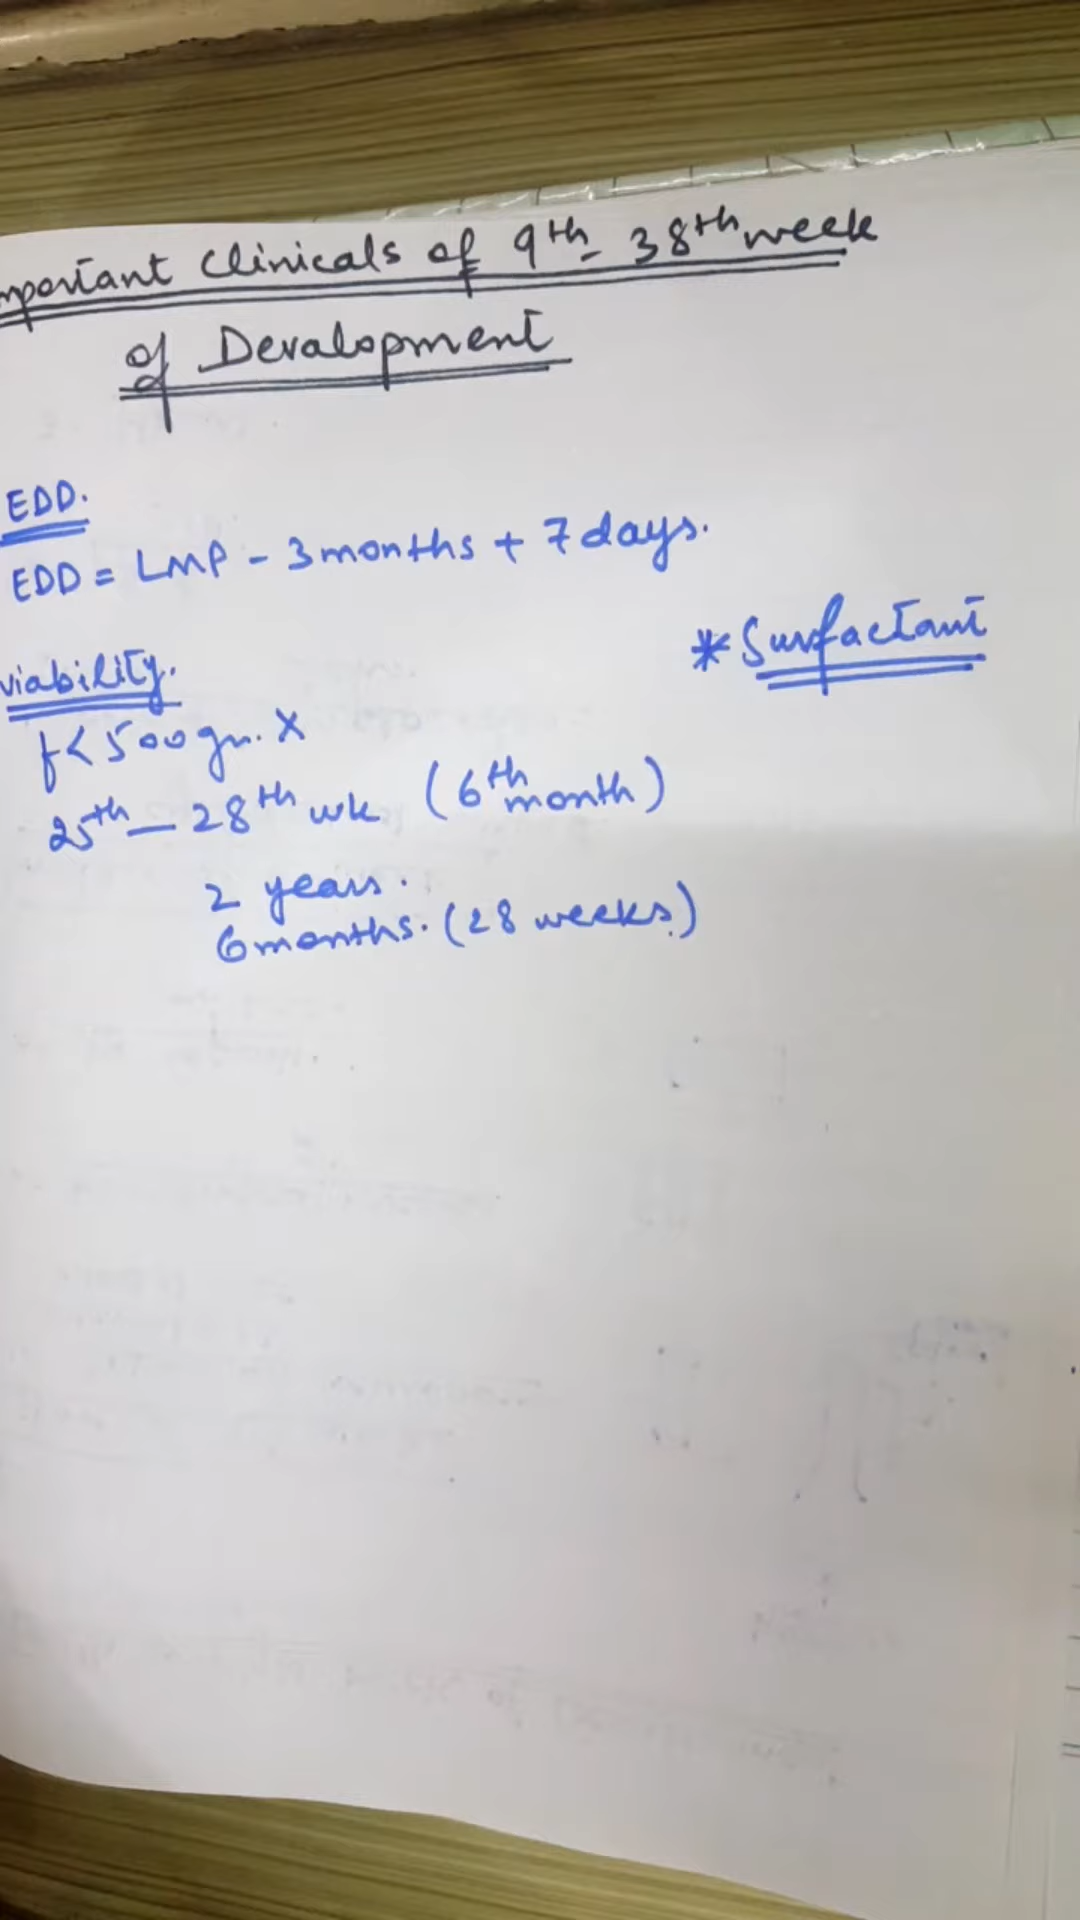 mportant Clinicals of 9th - 38th week
of Devalopment
EDD.
EDD = LMP - 3 months + 7 days.
* Surfactant
viability.
f < 500 gm. X
25th - 28th wk (6th month)
2 years.
6 months. (28 weeks.)